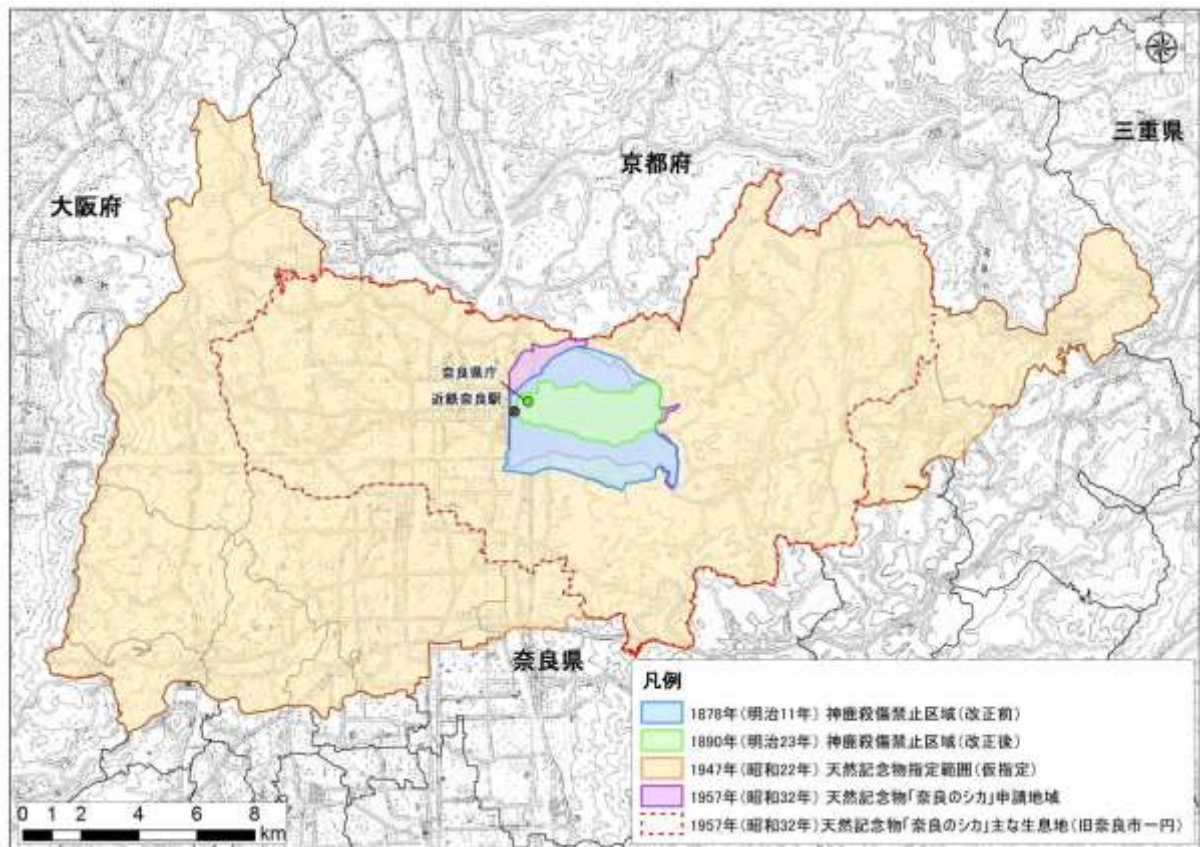 三重県
京都府
大阪府
奈良県庁
近鉄奈良駅
奈良県
凡例
1878年(明治11年) 神鹿殺傷禁止区域(改正前)
1890年(明治23年) 神鹿殺傷禁止区域(改正後)
1947年(昭和22年) 天然記念物指定範囲(仮指定)
1957年(昭和32年) 天然記念物「奈良のシカ」申請地域
1957年(昭和32年)天然記念物「奈良のシカ」主な生息地(旧奈良市一円)
0 1 2 4 6 8
km